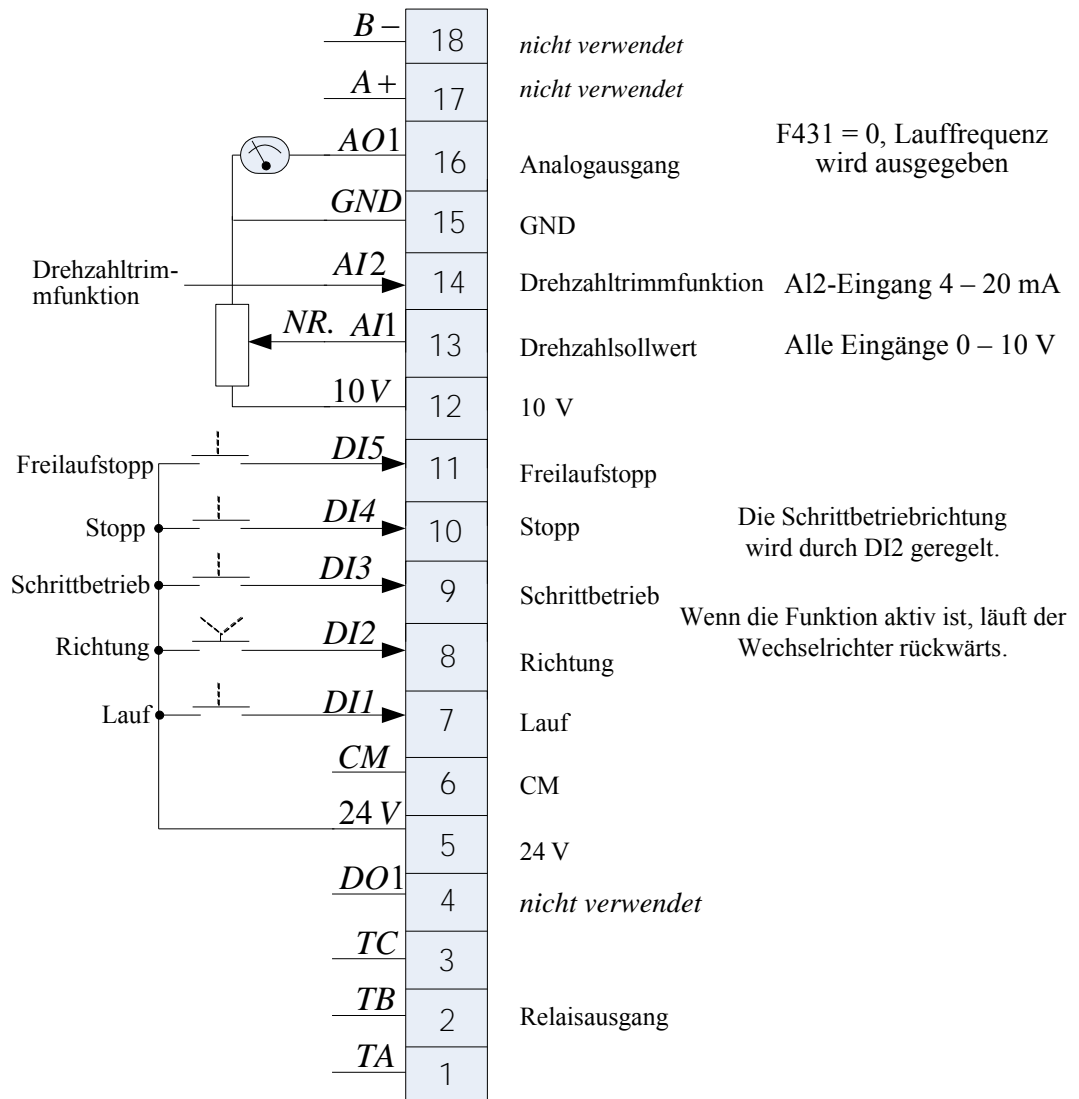 B – 18 nicht verwendet
A + 17 nicht verwendet
AO1 16 Analogausgang F431 = 0, Lauffrequenz
wird ausgegeben
GND 15 GND
Drehzahltrim-
mfunktion AI2 14 Drehzahltrimmfunktion Al2-Eingang 4 – 20 mA
NR. AI1 13 Drehzahlsollwert Alle Eingänge 0 – 10 V
10V 12 10 V
Freilaufstopp DI5 11 Freilaufstopp
Stopp DI4 10 Stopp Die Schrittbetriebrichtung
wird durch DI2 geregelt.
Schrittbetrieb DI3 9 Schrittbetrieb
Wenn die Funktion aktiv ist, läuft der
Wechselrichter rückwärts.
Richtung DI2 8 Richtung
Lauf DI1 7 Lauf
CM 6 CM
24 V 5 24 V
DO1 4 nicht verwendet
TC 3
TB 2 Relaisausgang
TA 1